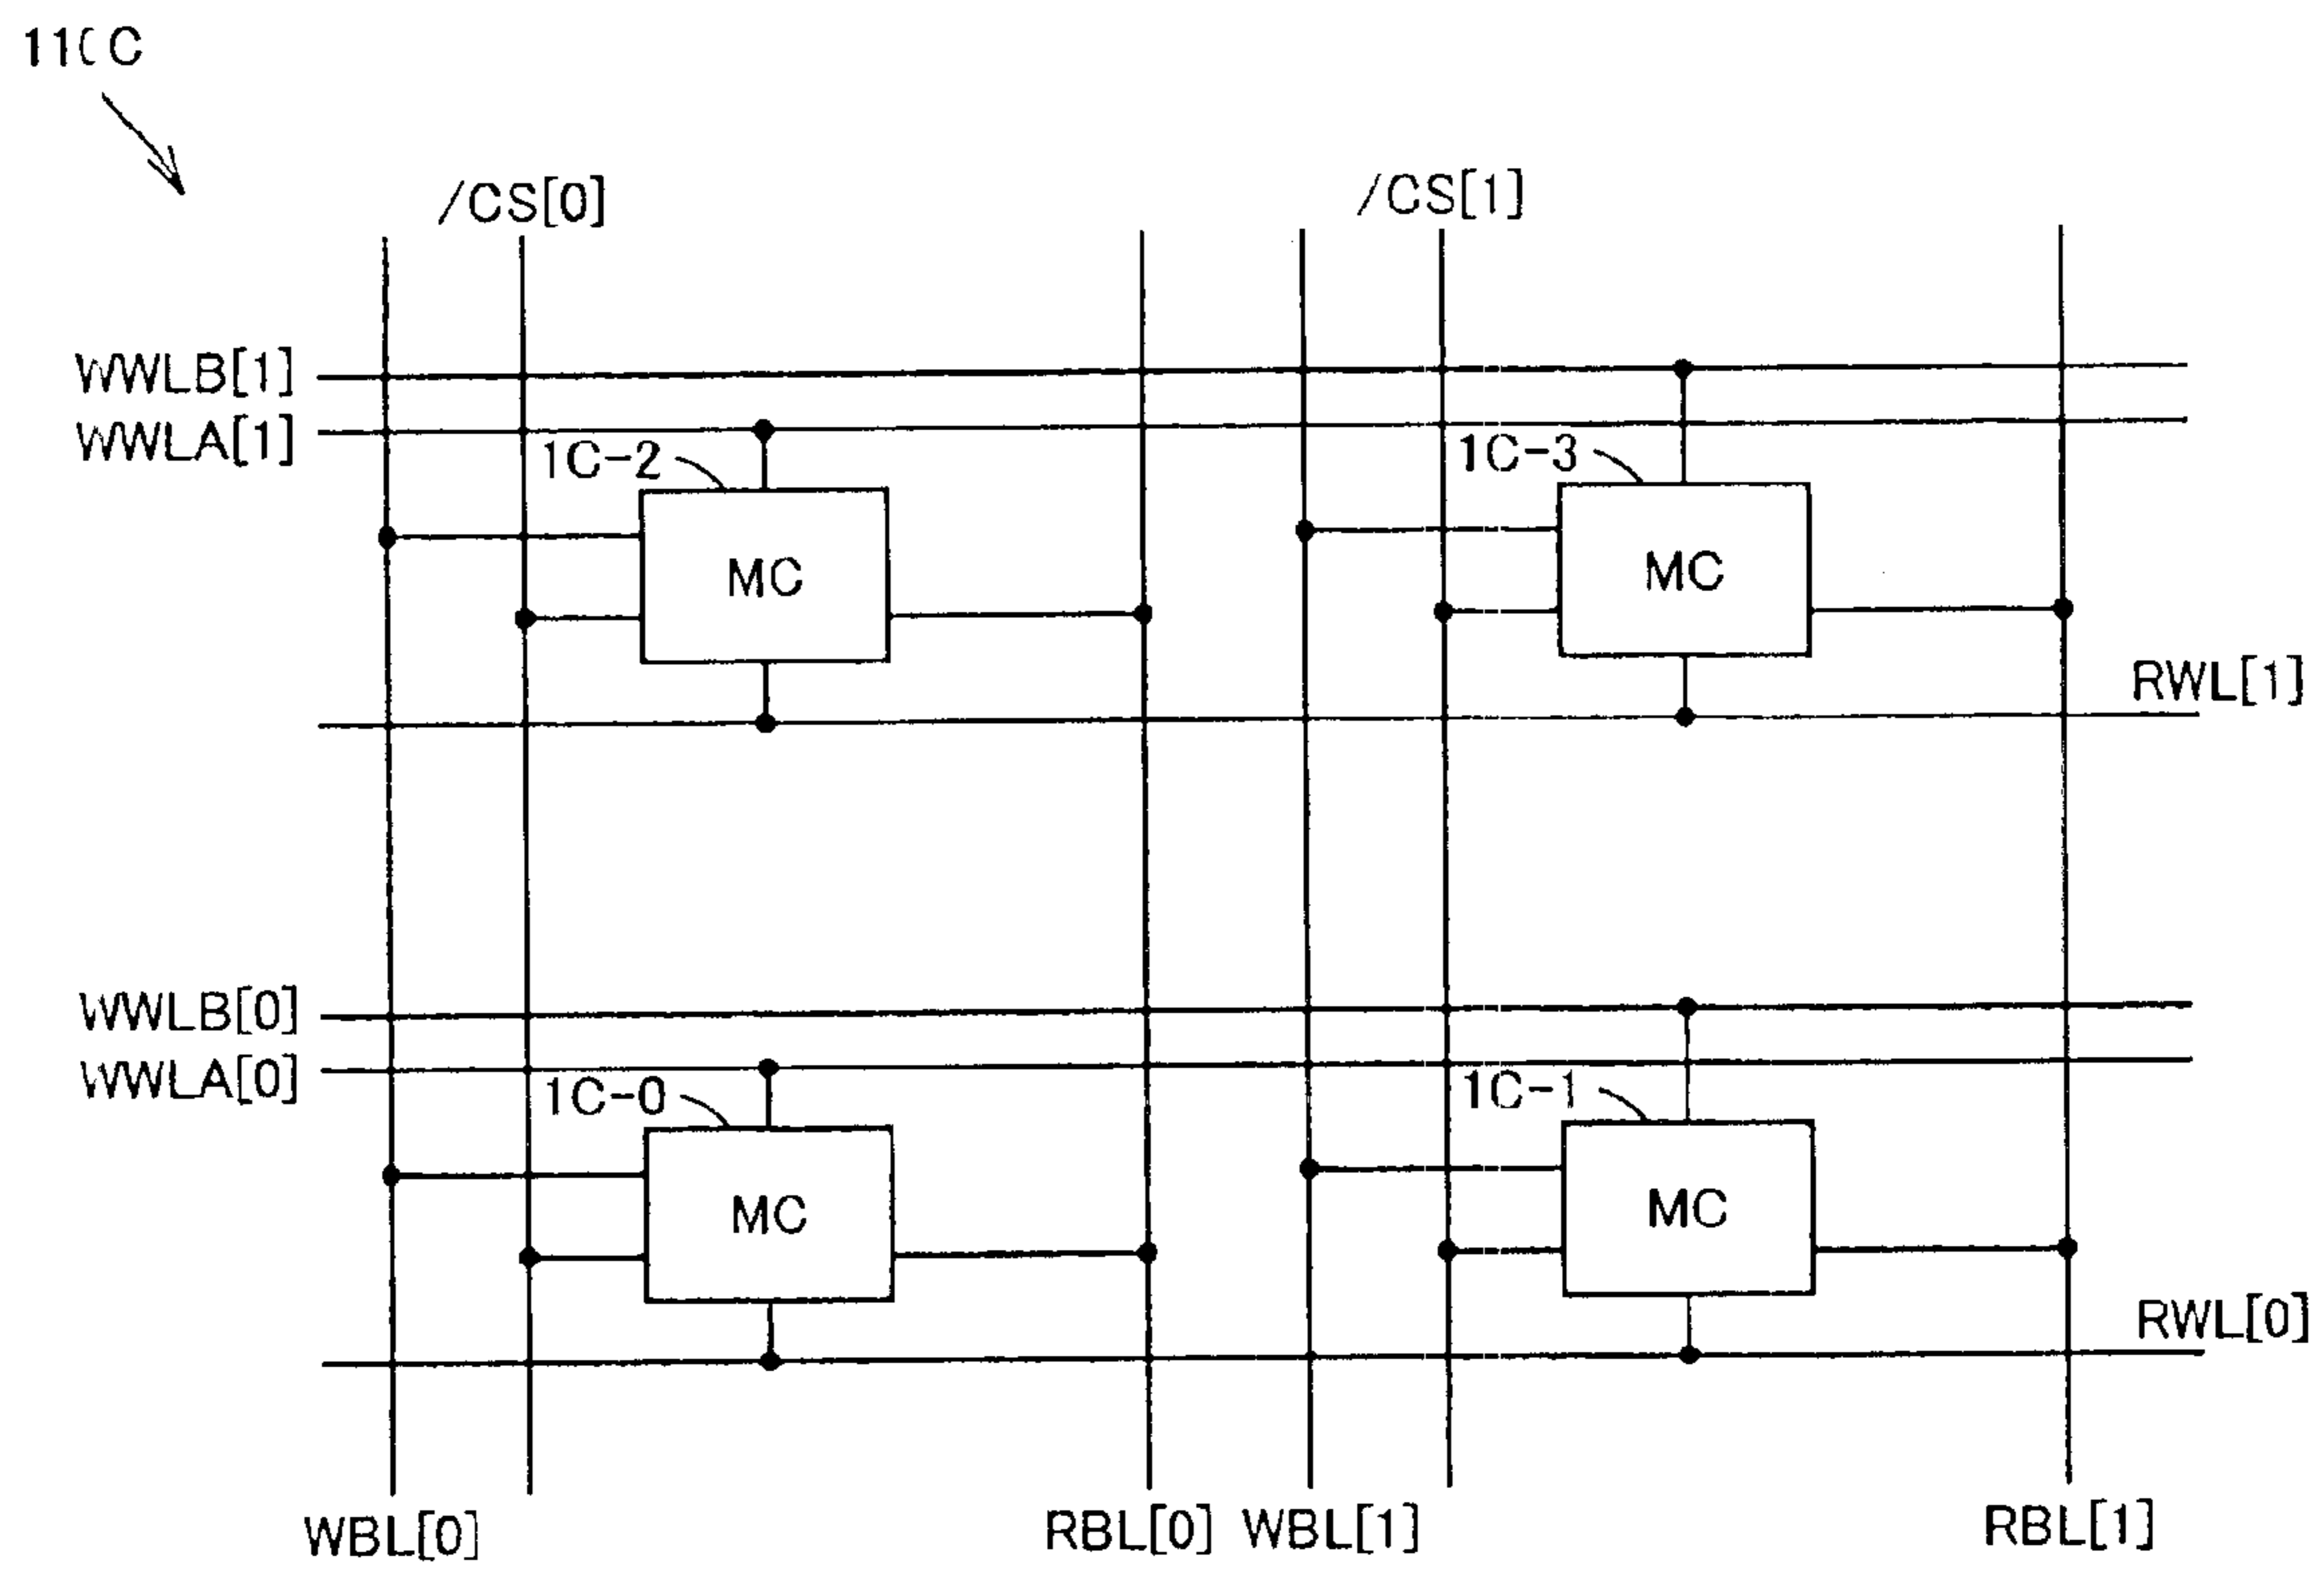 110C
/CS[0] /CS[1]
WWLB[1]
WWLA[1]
1C-2 1C-3
MC MC
RWL[1]
WWLB[0]
WWLA[0]
1C-0 1C-1
MC MC
RWL[0]
WBL[0] RBL[0] WBL[1] RBL[1]